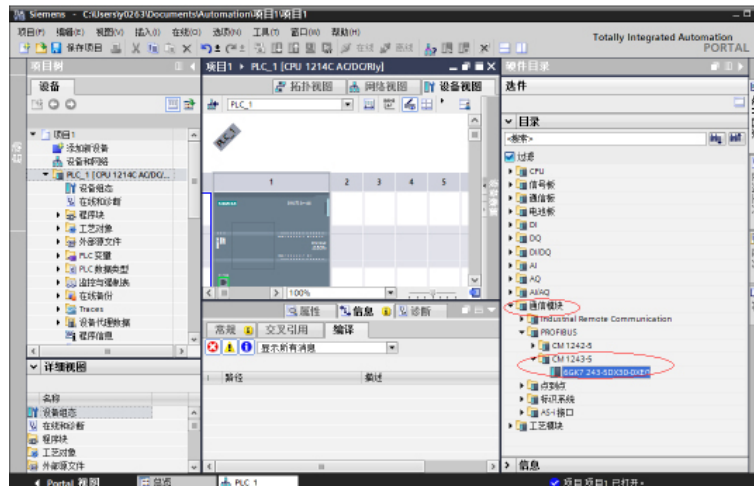 Siemens - C:\Users\y0263\Documents\Automation\项目1\项目1
项目(P) 编辑(E) 视图(V) 插入(I) 在线(O) 选项(N) 工具(T) 窗口(W) 帮助(H)
Totally Integrated Automation
PORTAL
保存项目 在线 离线
项目树
项目1 ▸ PLC_1 [CPU 1214C AC/DC/Rly]
硬件目录
设备
拓扑视图 网络视图 设备视图
选件
PLC_1
目录
<搜索>
过滤
项目1
添加新设备
设备和网络
PLC_1 [CPU 1214C AC/DC/...
设备组态
在线和诊断
程序块
工艺对象
外部源文件
PLC 变量
PLC 数据类型
监控与强制表
在线备份
Traces
设备代理数据
程序信息
PLC_1
1 2 3 4 5
SIEMENS
100%
CPU
信号板
通信板
电池板
DI
DQ
DI/DQ
AI
AQ
AI/AQ
通信模块
Industrial Remote Communication
PROFIBUS
CM 1242-5
CM 1243-5
6GK7 243-5DX30-0XE0
点到点
标识系统
AS-i 接口
工艺模块
属性 信息 诊断
常规 交叉引用 编译
显示所有消息
路径 描述
详细视图
名称
设备组态
在线和诊断
程序块
工艺对象
外部源文件
信息
Portal 视图 总览 PLC_1
项目 项目1 已打开。